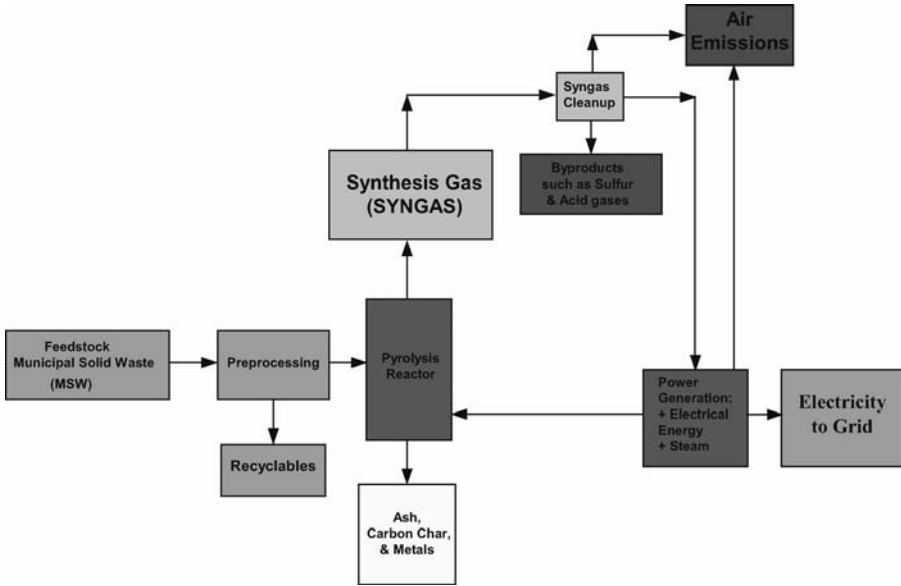 Air
Emissions
Syngas
Cleanup
Byproducts
such as Sulfur
& Acid gases
Synthesis Gas
(SYNGAS)
Feedstock
Municipal Solid Waste
(MSW)
Preprocessing
Pyrolysis
Reactor
Power
Generation:
+ Electrical
Energy
+ Steam
Electricity
to Grid
Recyclables
Ash,
Carbon Char,
& Metals